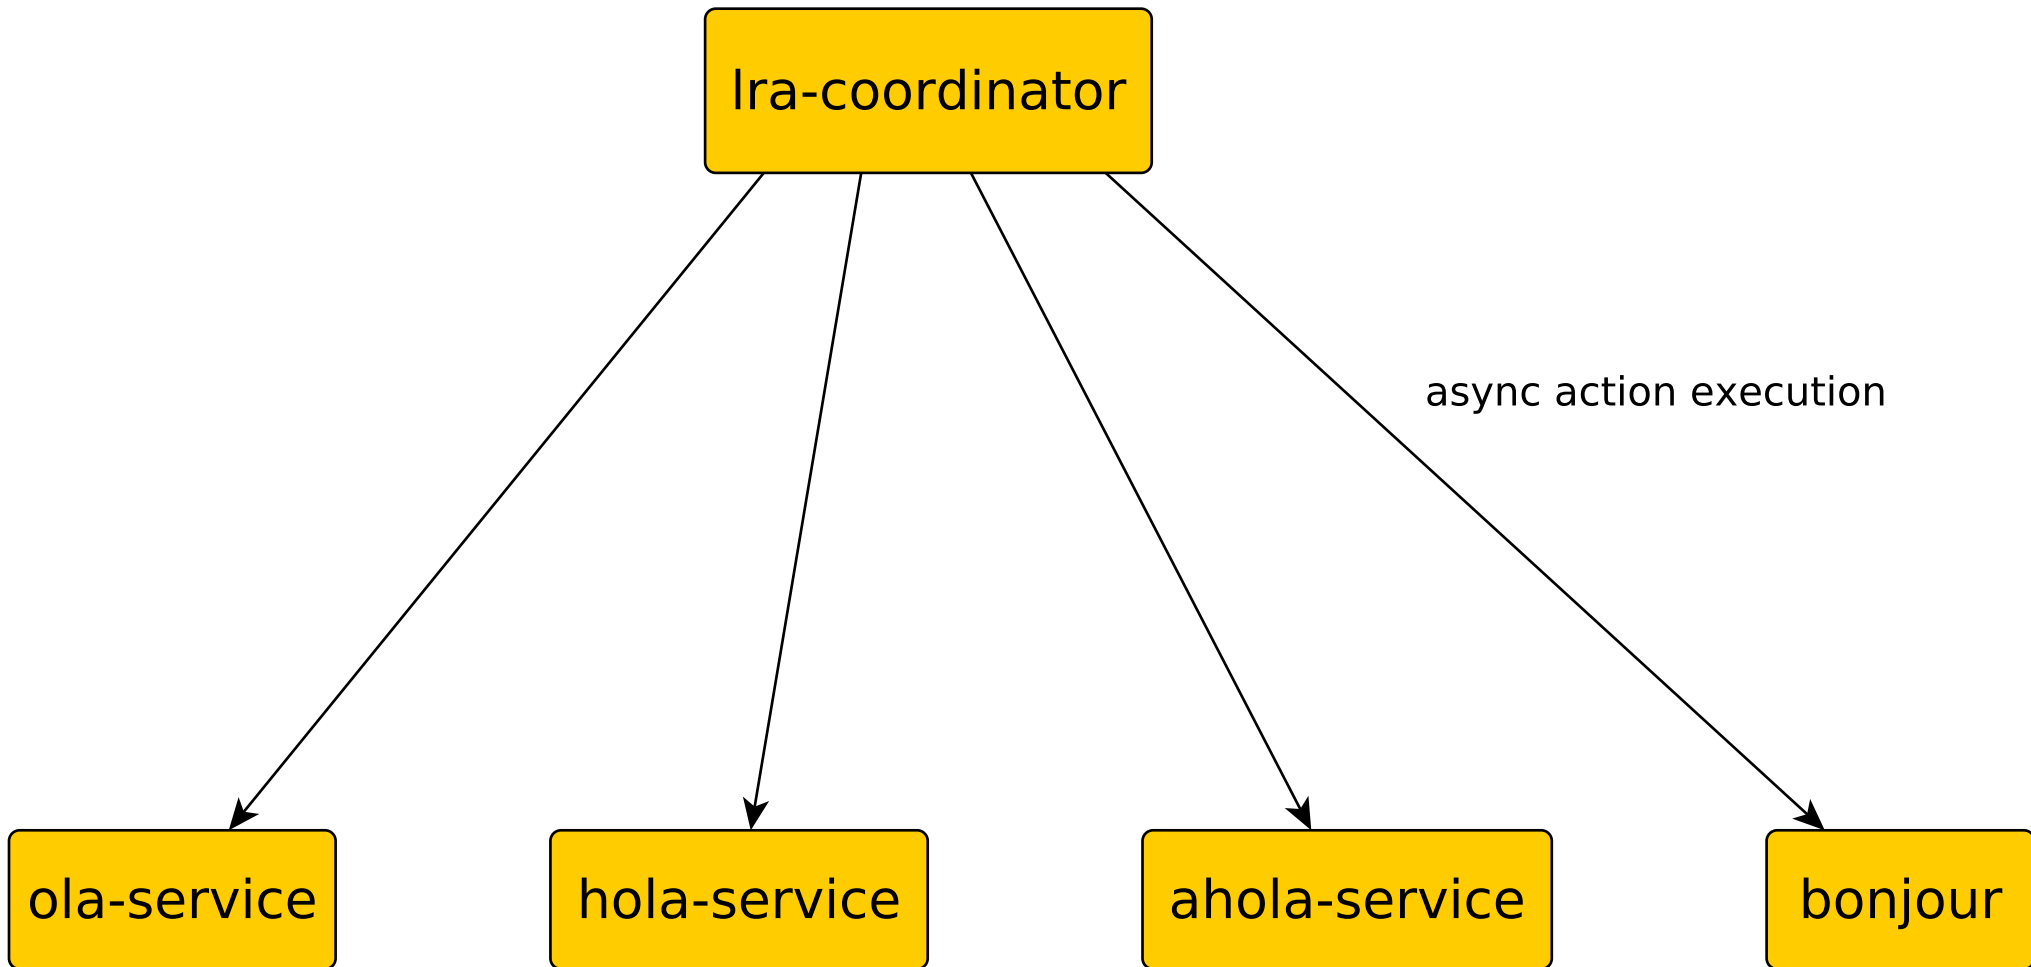 lra-coordinator
async action execution
ola-service
hola-service
ahola-service
bonjour